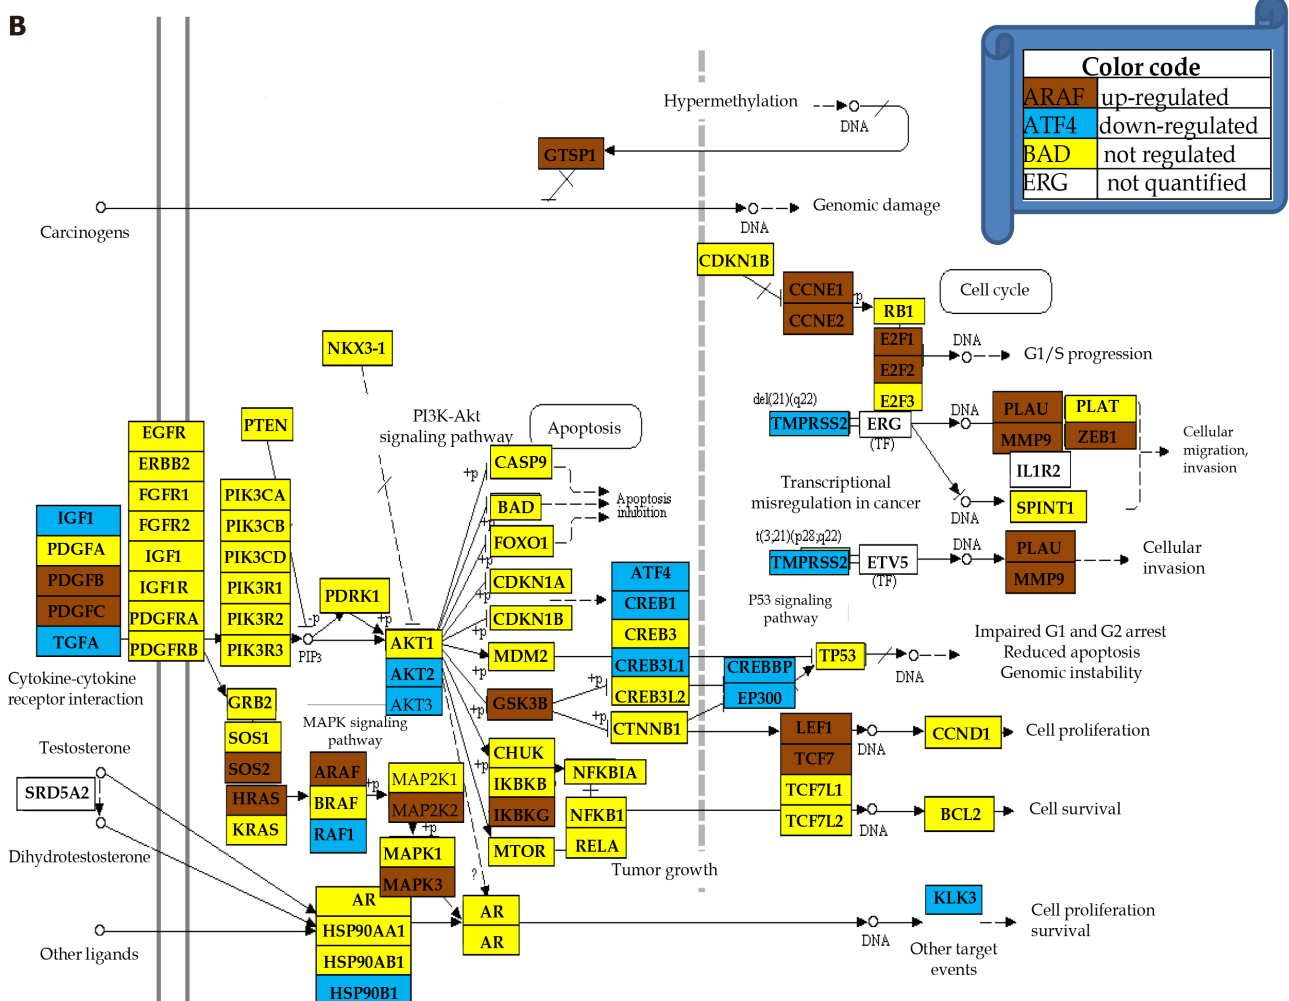 B
Color code
ARAF up-regulated
ATF4 down-regulated
BAD not regulated
ERG not quantified
Hypermethylation
DNA
GTSP1
Carcinogens
DNA
Genomic damage
CDKN1B
CCNE1
CCNE2
+p
RB1
Cell cycle
E2F1
E2F2
E2F3
DNA
G1/S progression
NKX3-1
PI3K-Akt
signaling pathway
Apoptosis
del(21)(q22)
TMPRSS2
ERG
(TF)
DNA
PLAU
PLAT
MMP9
ZEB1
IL1R2
SPINT1
DNA
Cellular
migration,
invasion
Transcriptional
misregulation in cancer
t(3;21)(p28;q22)
TMPRSS2
ETV5
(TF)
DNA
PLAU
MMP9
Cellular
invasion
PTEN
EGFR
ERBB2
FGFR1
FGFR2
IGF1
IGF1R
PDGFRA
PDGFRB
PIK3CA
PIK3CB
PIK3CD
PIK3R1
PIK3R2
PIK3R3
IGF1
PDGFA
PDGFB
PDGFC
TGFA
Cytokine-cytokine
receptor interaction
PDRK1
-p
+p
PIP3
AKT1
AKT2
AKT3
+p
CASP9
BAD
+p
FOXO1
+p
CDKN1A
+p
CDKN1B
+p
MDM2
+p
GSK3B
+p
Apoptosis
inhibition
ATF4
CREB1
CREB3
CREB3L1
CREB3L2
+p
+p
CTNNB1
P53 signaling
pathway
CREBBP
EP300
TP53
DNA
Impaired G1 and G2 arrest
Reduced apoptosis
Genomic instability
GRB2
SOS1
SOS2
HRAS
KRAS
MAPK signaling
pathway
ARAF
BRAF
RAF1
+p
MAP2K1
MAP2K2
+p
MAPK1
MAPK3
CHUK
+p
IKBKB
IKBKG
MTOR
NFKBIA
NFKB1
RELA
Tumor growth
LEF1
TCF7
TCF7L1
TCF7L2
DNA
CCND1
Cell proliferation
DNA
BCL2
Cell survival
Testosterone
SRD5A2
Dihydrotestosterone
Other ligands
AR
HSP90AA1
HSP90AB1
HSP90B1
?
AR
AR
DNA
KLK3
Other target
events
Cell proliferation
survival